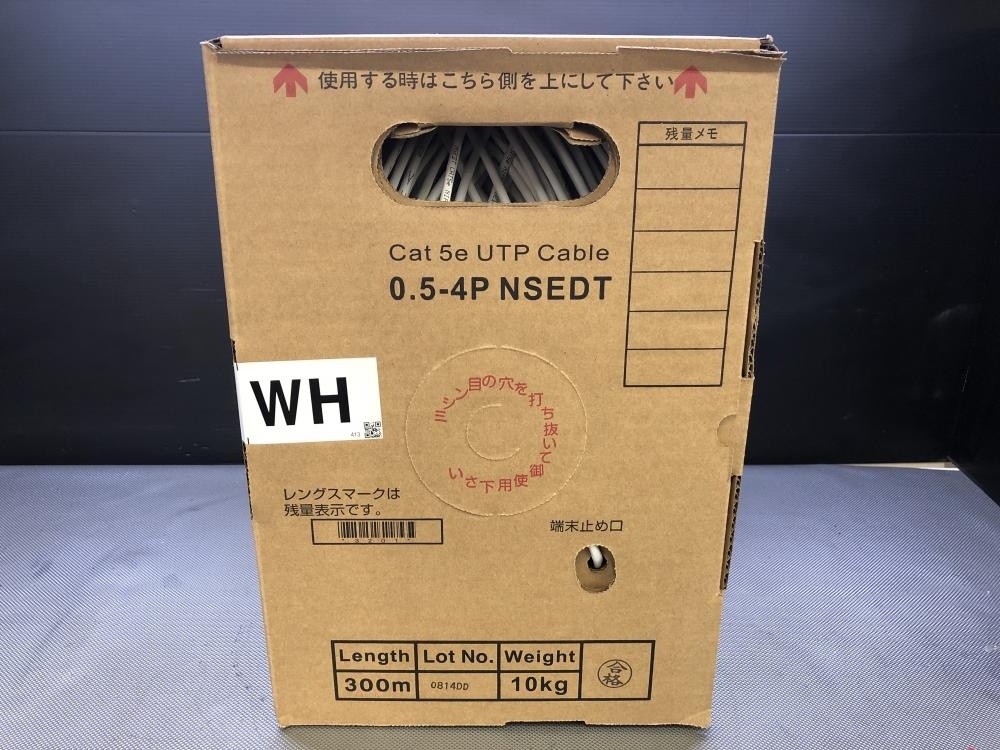 使用する時はこちら側を上にして下さい
残量メモ
Cat 5e UTP Cable
0.5-4P NSEDT
WH
413
ミシン目の穴を打ち抜いて
御使用下さい
レングスマークは
残量表示です。
*3201*
端末止め口
Length Lot No. Weight
300m 0814DD 10kg
合格